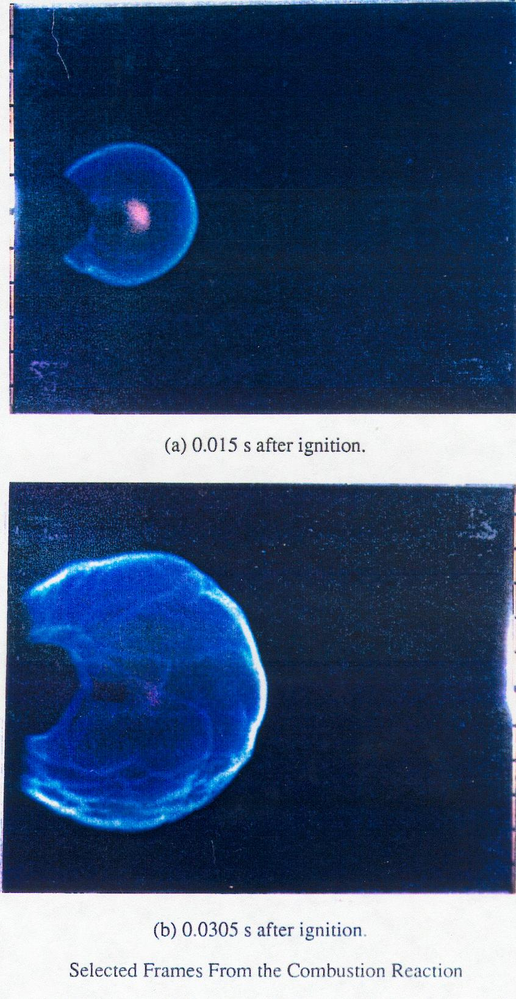 (a) 0.015 s after ignition.
(b) 0.0305 s after ignition.
Selected Frames From the Combustion Reaction